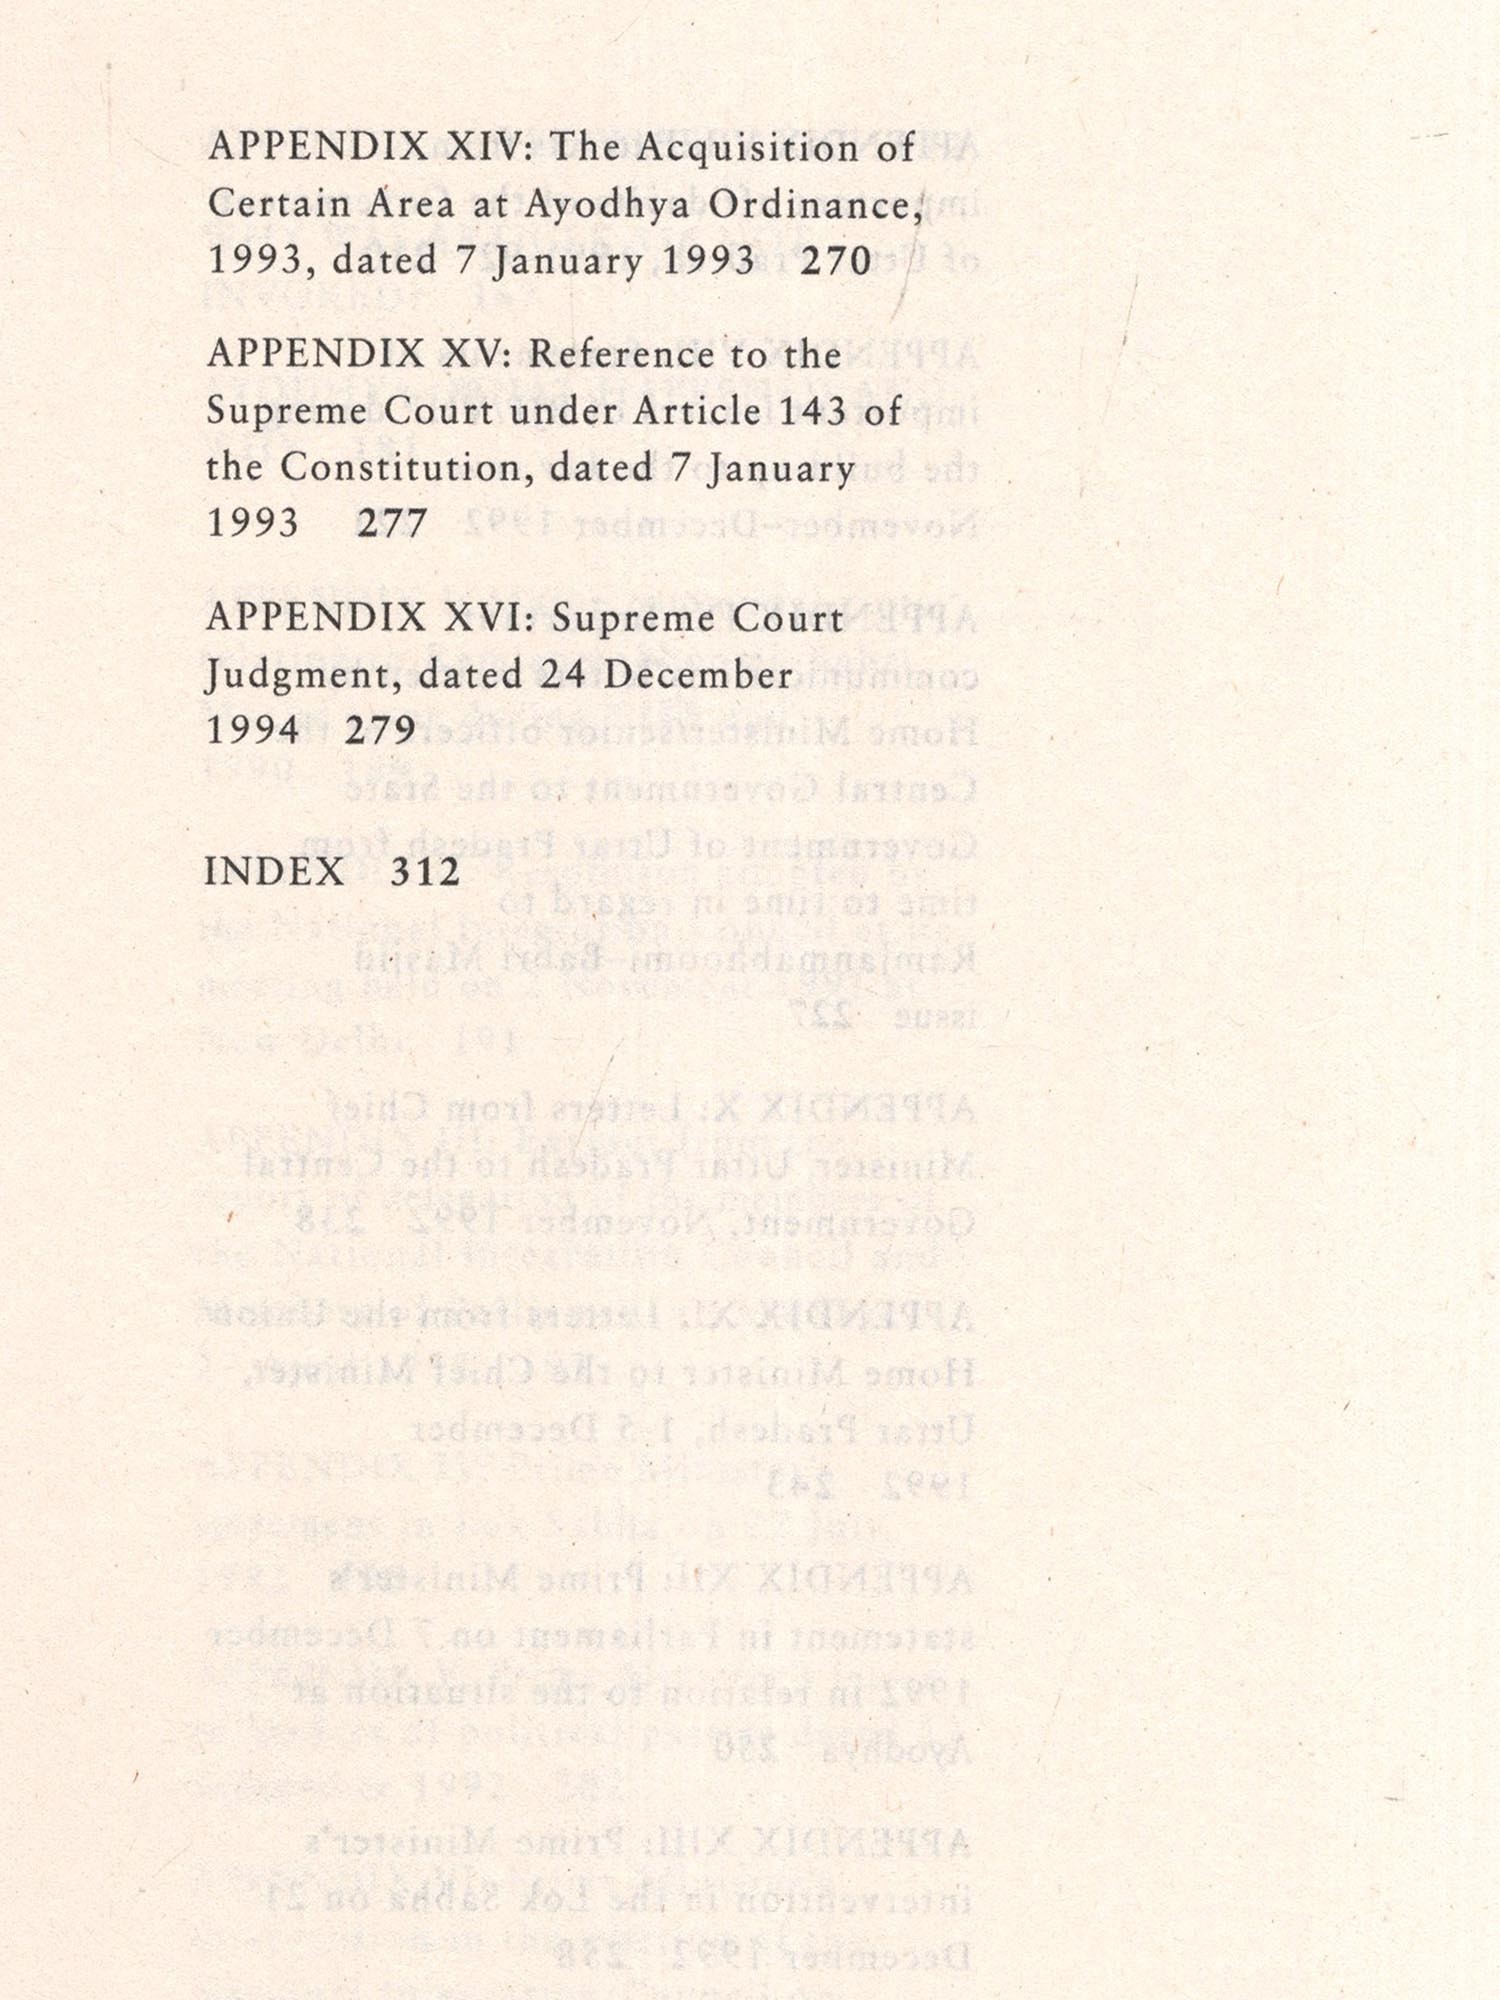 APPENDIX XIV: The Acquisition of
Certain Area at Ayodhya Ordinance,
1993, dated 7 January 1993 270
APPENDIX XV: Reference to the
Supreme Court under Article 143 of
the Constitution, dated 7 January
1993 277
APPENDIX XVI: Supreme Court
Judgment, dated 24 December
1994 279
INDEX 312